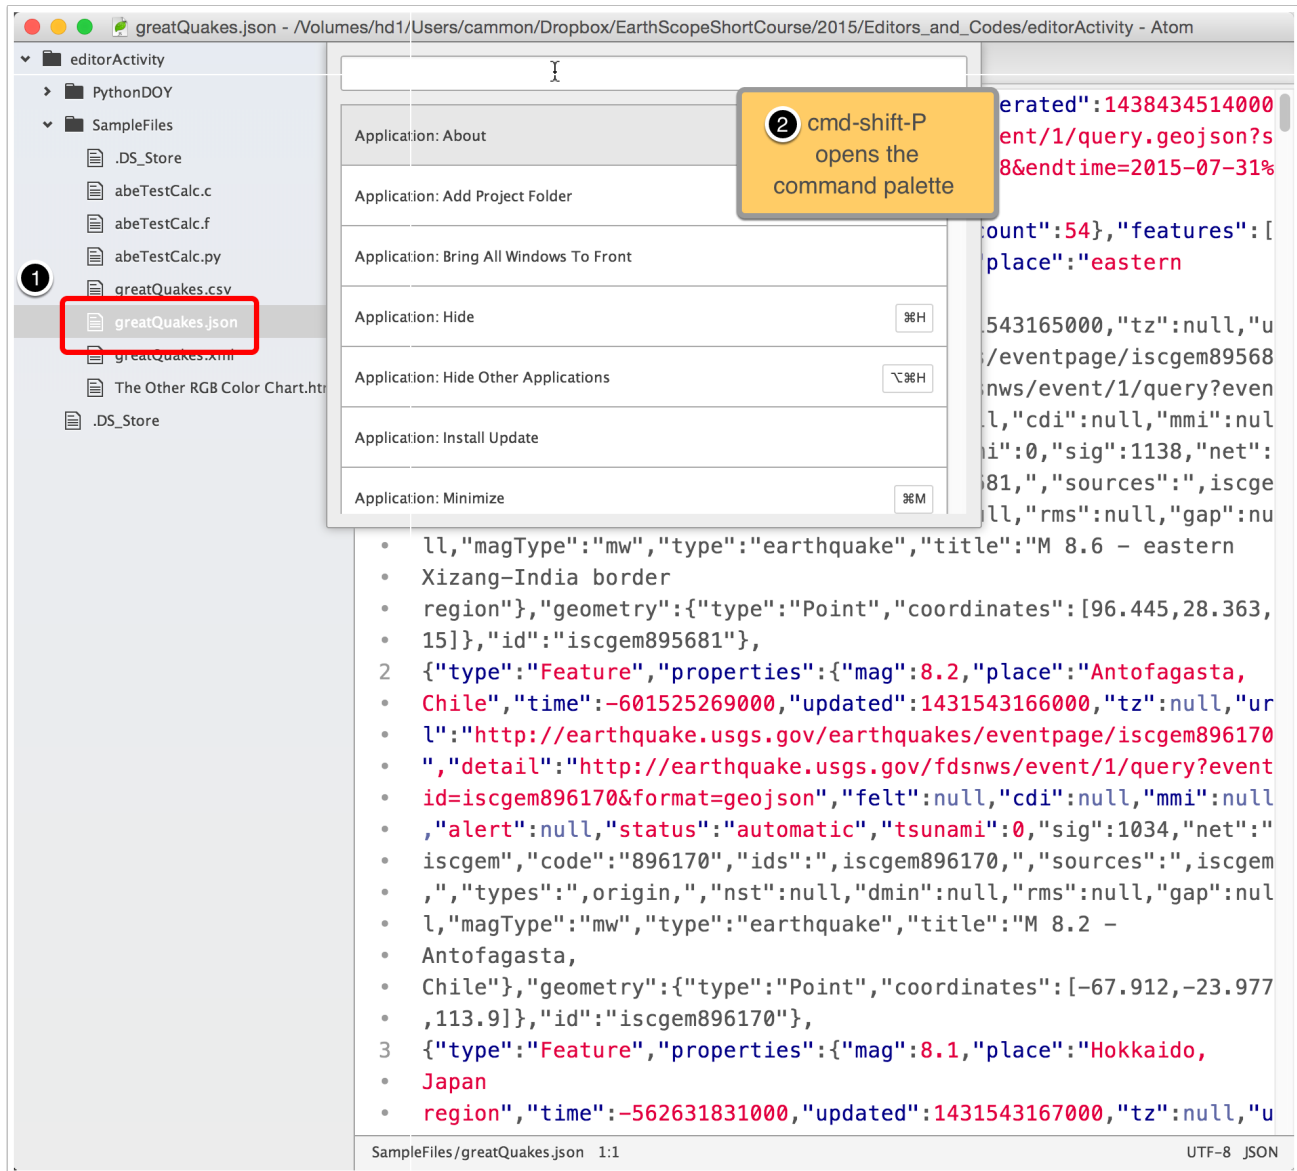 greatQuakes.json - /Volumes/hd1/Users/cammon/Dropbox/EarthScopeShortCourse/2015/Editors_and_Codes/editorActivity - Atom
editorActivity
PythonDOY
SampleFiles
.DS_Store
abeTestCalc.c
abeTestCalc.f
abeTestCalc.py
1
greatQuakes.csv
greatQuakes.json
greatQuakes.xml
The Other RGB Color Chart.htm
.DS_Store
Application: About
Application: Add Project Folder
Application: Bring All Windows To Front
Application: Hide
⌘H
Application: Hide Other Applications
⌥⌘H
Application: Install Update
Application: Minimize
⌘M
2 cmd-shift-P
opens the
command palette
erated":1438434514000
ent/1/query.geojson?s
8&endtime=2015-07-31%
count":54},"features":[
"place":"eastern
1543165000,"tz":null,"u
/eventpage/iscgem89568
snws/event/1/query?even
l,"cdi":null,"mmi":nul
mi":0,"sig":1138,"net":
681,","sources":",iscge
ull,"rms":null,"gap":nu
ll,"magType":"mw","type":"earthquake","title":"M 8.6 - eastern
Xizang-India border
region"},"geometry":{"type":"Point","coordinates":[96.445,28.363,
15]},"id":"iscgem895681"},
2 {"type":"Feature","properties":{"mag":8.2,"place":"Antofagasta,
Chile","time":-601525269000,"updated":1431543166000,"tz":null,"ur
l":"http://earthquake.usgs.gov/earthquakes/eventpage/iscgem896170
","detail":"http://earthquake.usgs.gov/fdsnws/event/1/query?event
id=iscgem896170&format=geojson","felt":null,"cdi":null,"mmi":null
,"alert":null,"status":"automatic","tsunami":0,"sig":1034,"net":"
iscgem","code":"896170","ids":",iscgem896170,","sources":",iscgem
,","types":",origin,","nst":null,"dmin":null,"rms":null,"gap":nul
l,"magType":"mw","type":"earthquake","title":"M 8.2 -
Antofagasta,
Chile"},"geometry":{"type":"Point","coordinates":[-67.912,-23.977
,113.9]},"id":"iscgem896170"},
3 {"type":"Feature","properties":{"mag":8.1,"place":"Hokkaido,
Japan
region","time":-562631831000,"updated":1431543167000,"tz":null,"u
SampleFiles/greatQuakes.json 1:1
UTF-8 JSON